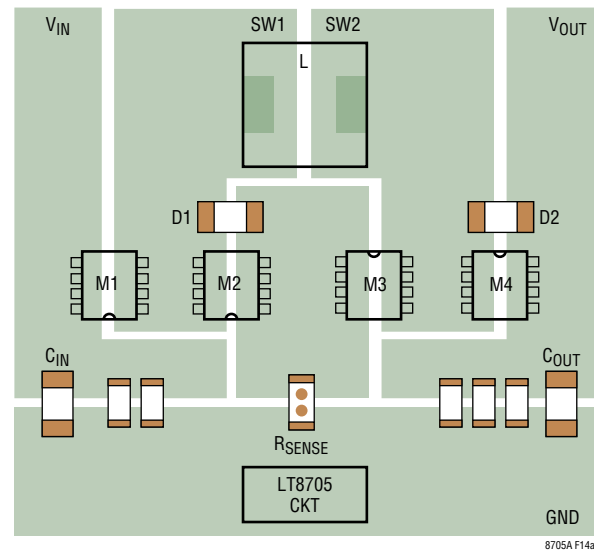 VIN
SW1
SW2
VOUT
L
D1
D2
M1
M2
M3
M4
CIN
COUT
RSENSE
LT8705
CKT
GND
8705A F14a